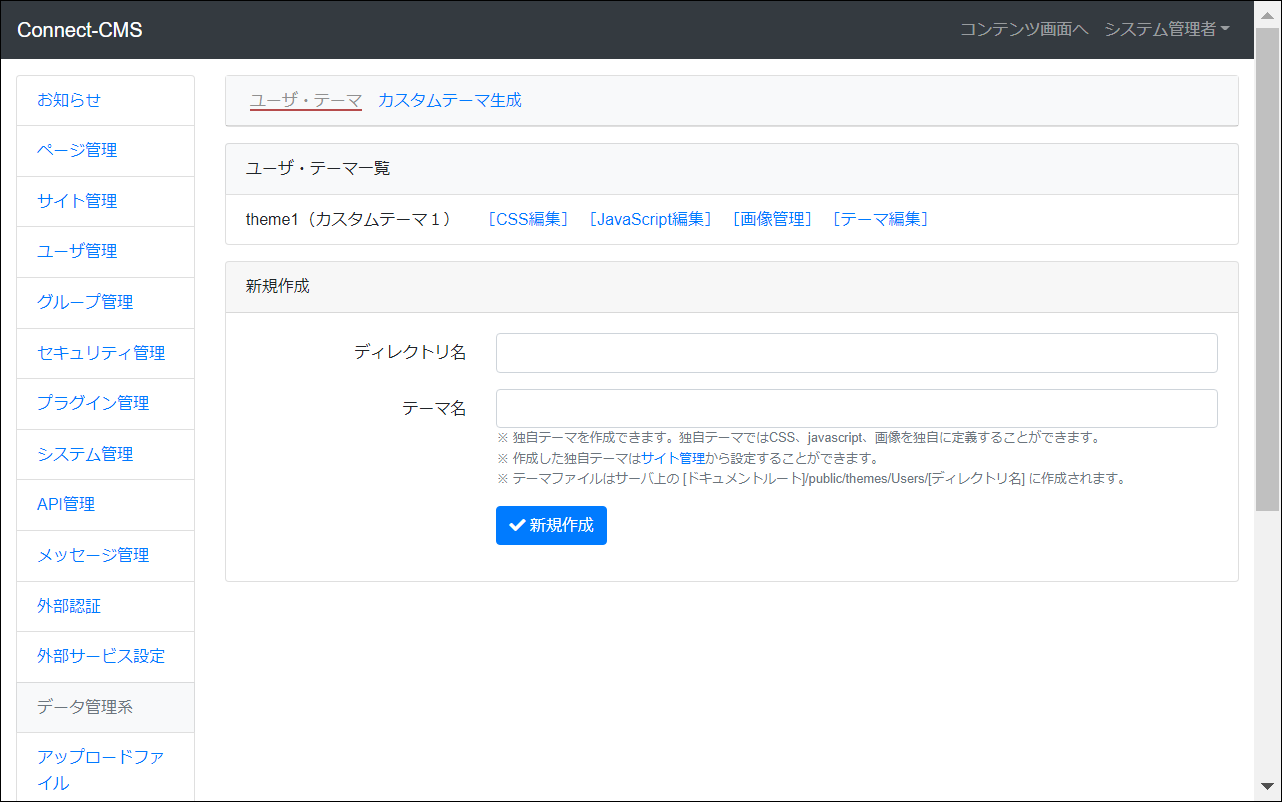 Connect-CMS
コンテンツ画面へ システム管理者
お知らせ
ページ管理
サイト管理
ユーザ管理
グループ管理
セキュリティ管理
プラグイン管理
システム管理
API管理
メッセージ管理
外部認証
外部サービス設定
データ管理系
アップロードファ
イル
ユーザ・テーマ カスタムテーマ生成
ユーザ・テーマ一覧
theme1（カスタムテーマ１） ［CSS編集］ ［JavaScript編集］ ［画像管理］ ［テーマ編集］
新規作成
ディレクトリ名
テーマ名
※ 独自テーマを作成できます。独自テーマではCSS、javascript、画像を独自に定義することができます。
※ 作成した独自テーマはサイト管理から設定することができます。
※ テーマファイルはサーバ上の [ドキュメントルート]/public/themes/Users/[ディレクトリ名] に作成されます。
新規作成